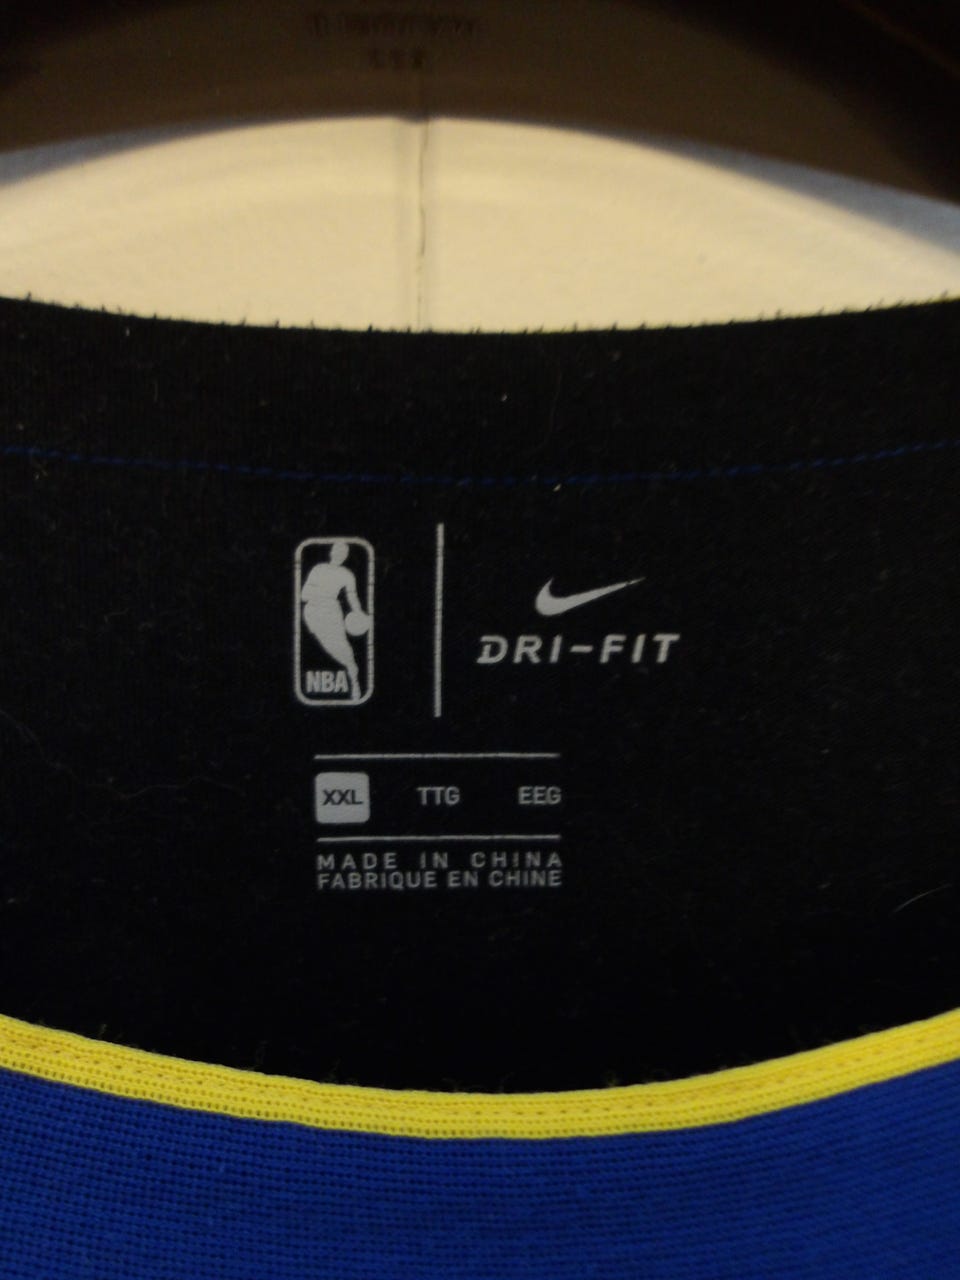 NBA
DRI-FIT
XXL TTG EEG
MADE IN CHINA
FABRIQUE EN CHINE